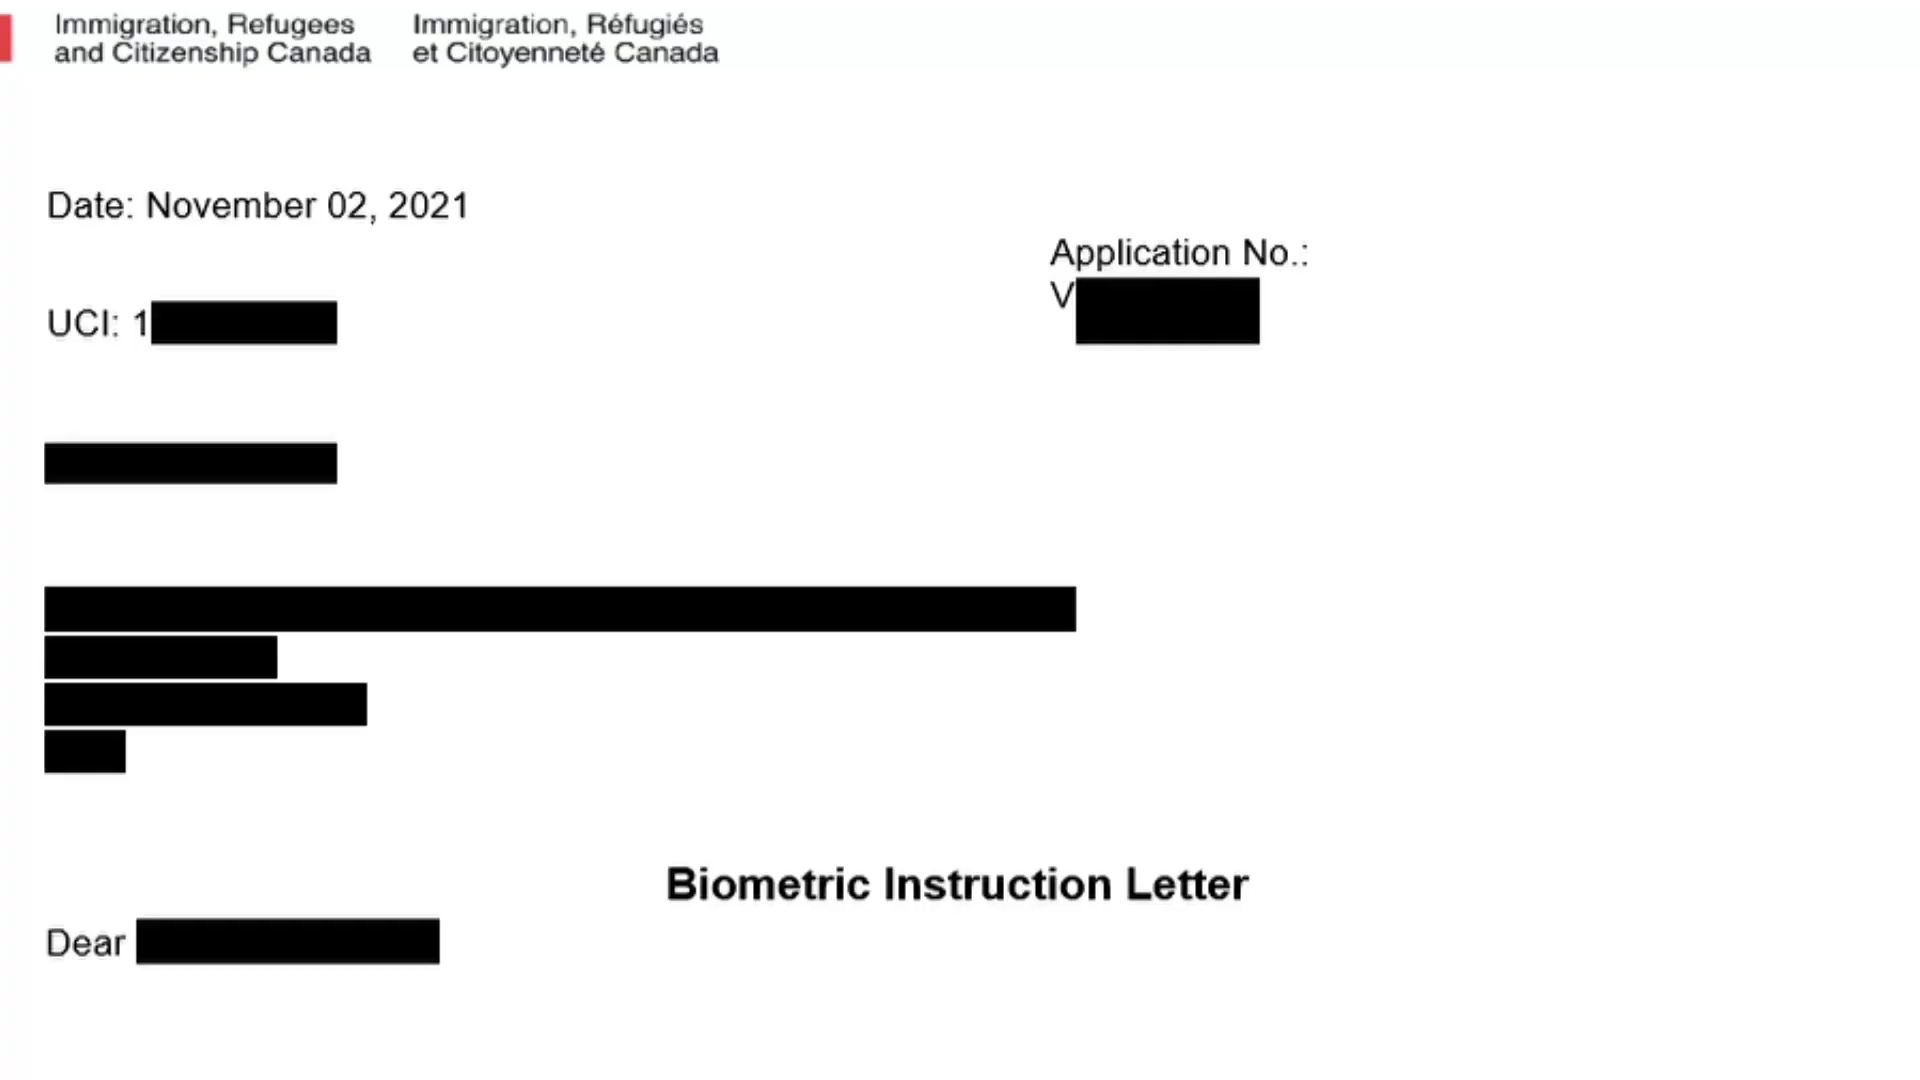 Immigration, Refugees
and Citizenship Canada
Immigration, Réfugiés
et Citoyenneté Canada
Date: November 02, 2021
Application No.:
V
UCI: 1
Biometric Instruction Letter
Dear